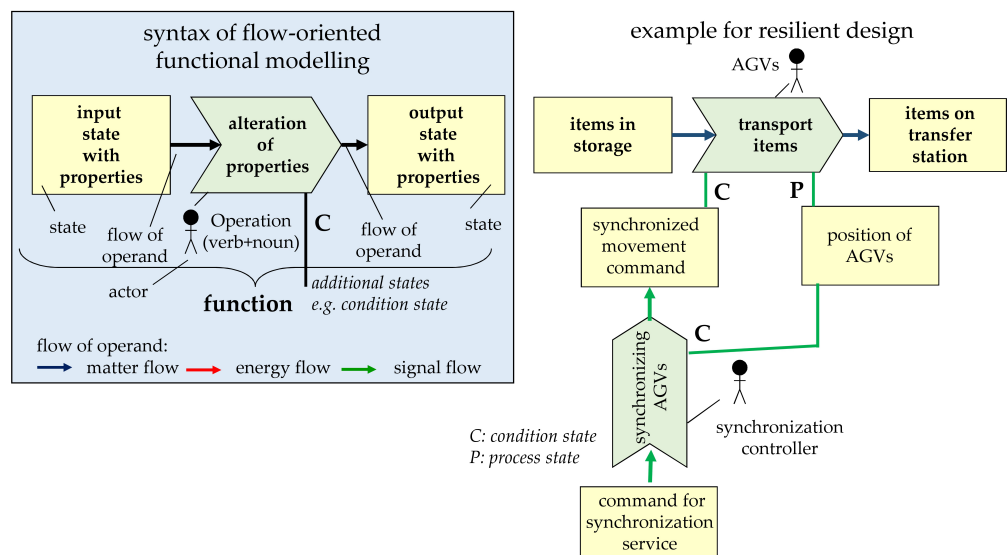 syntax of flow-oriented
functional modelling
input
state
with
properties
alteration
of
properties
output
state
with
properties
state
flow of
operand
Operation
(verb+noun)
C
flow of
operand
state
actor
function
additional states
e.g. condition state
flow of operand:
matter flow
energy flow
signal flow
example for resilient design
AGVs
items in
storage
transport
items
items on
transfer
station
C
P
synchronized
movement
command
position of
AGVs
C
synchronizing
AGVs
synchronization
controller
C: condition state
P: process state
command for
synchronization
service